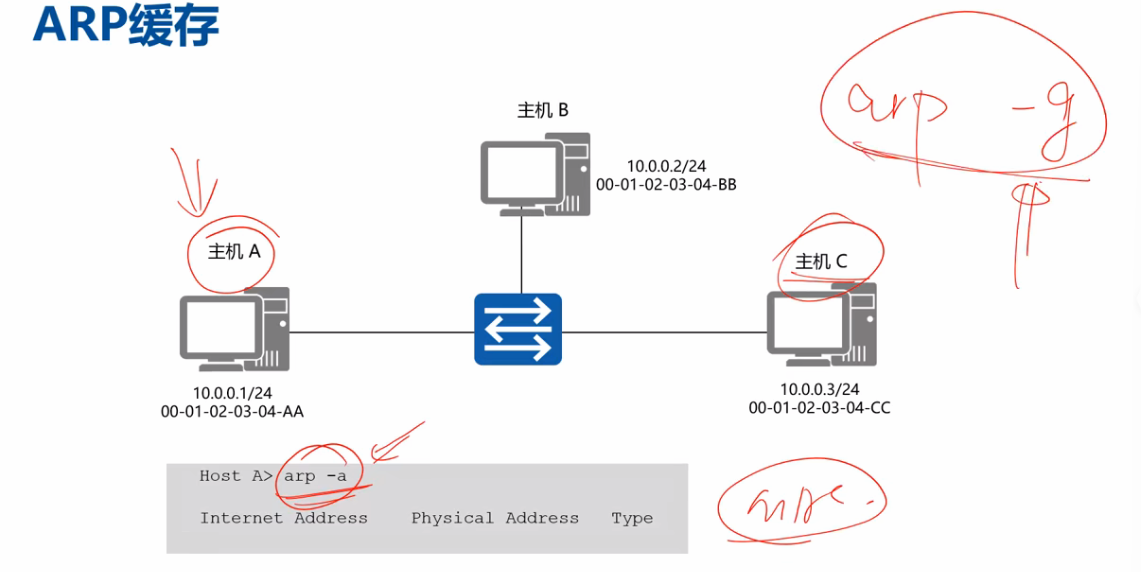 ARP缓存
arp -g
主机 B
10.0.0.2/24
00-01-02-03-04-BB
主机 A
主机 C
10.0.0.1/24
00-01-02-03-04-AA
10.0.0.3/24
00-01-02-03-04-CC
Host A> arp -a
Internet Address Physical Address Type